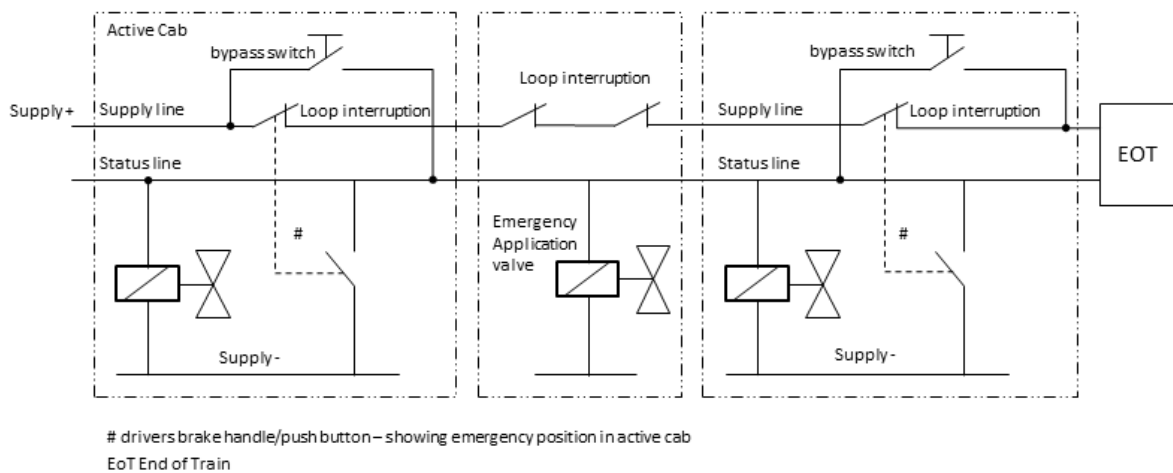 Active Cab
bypass switch
bypass switch
Loop interruption
Supply+
Supply line
Loop interruption
Supply line
Loop interruption
EOT
Status line
Status line
#
Emergency
Application
valve
#
Supply-
Supply-
# drivers brake handle/push button – showing emergency position in active cab
EoT End of Train